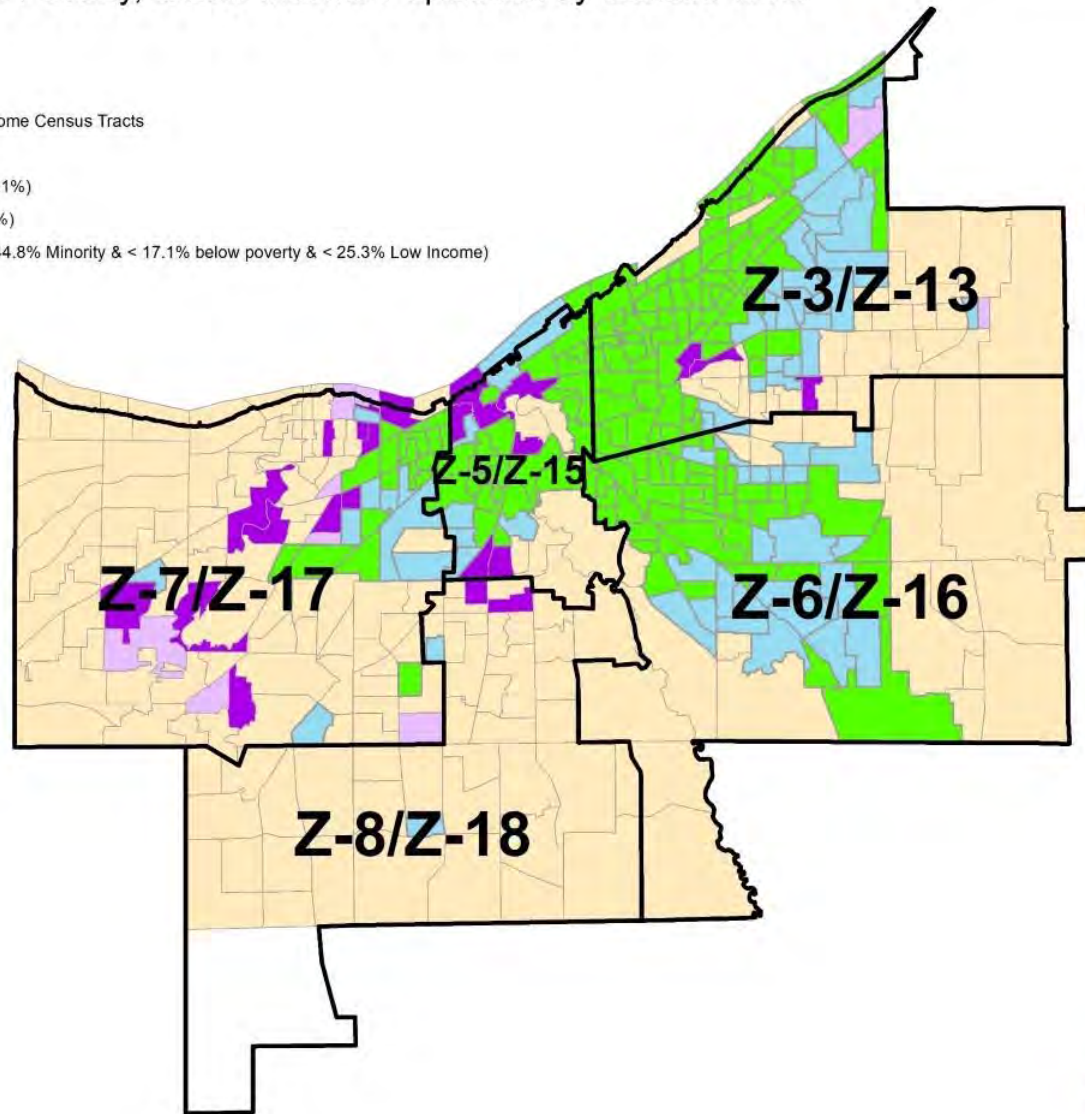 ome Census Tracts
1%)
%)
44.8% Minority & < 17.1% below poverty & < 25.3% Low Income)
Z-3/Z-13
Z-5/Z-15
Z-7/Z-17
Z-6/Z-16
Z-8/Z-18